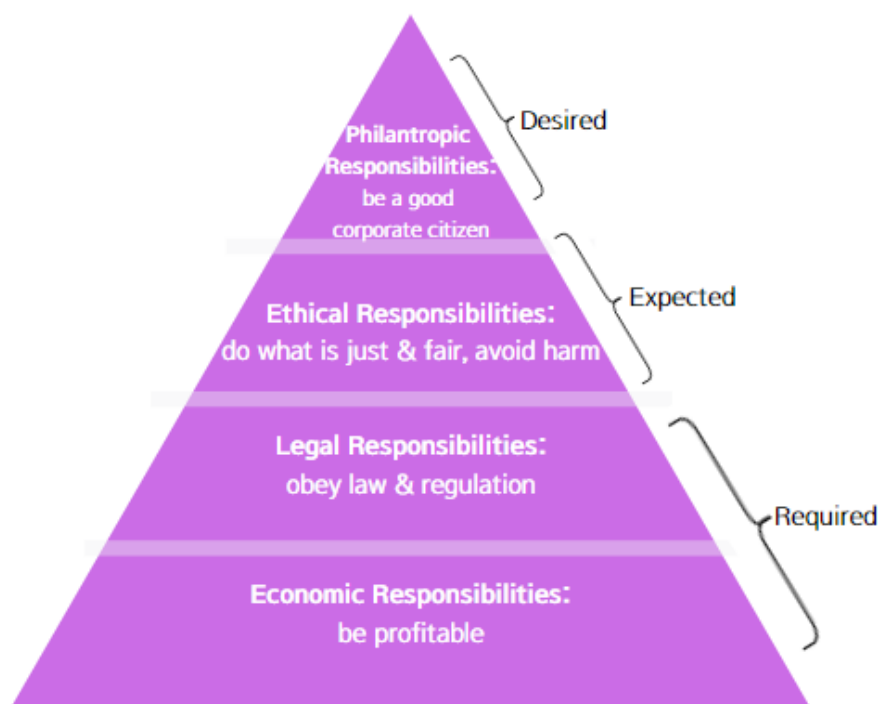 Philantropic
Responsibilities:
be a good
corporate citizen
Desired
Ethical Responsibilities:
do what is just & fair, avoid harm
Expected
Legal Responsibilities:
obey law & regulation
Required
Economic Responsibilities:
be profitable